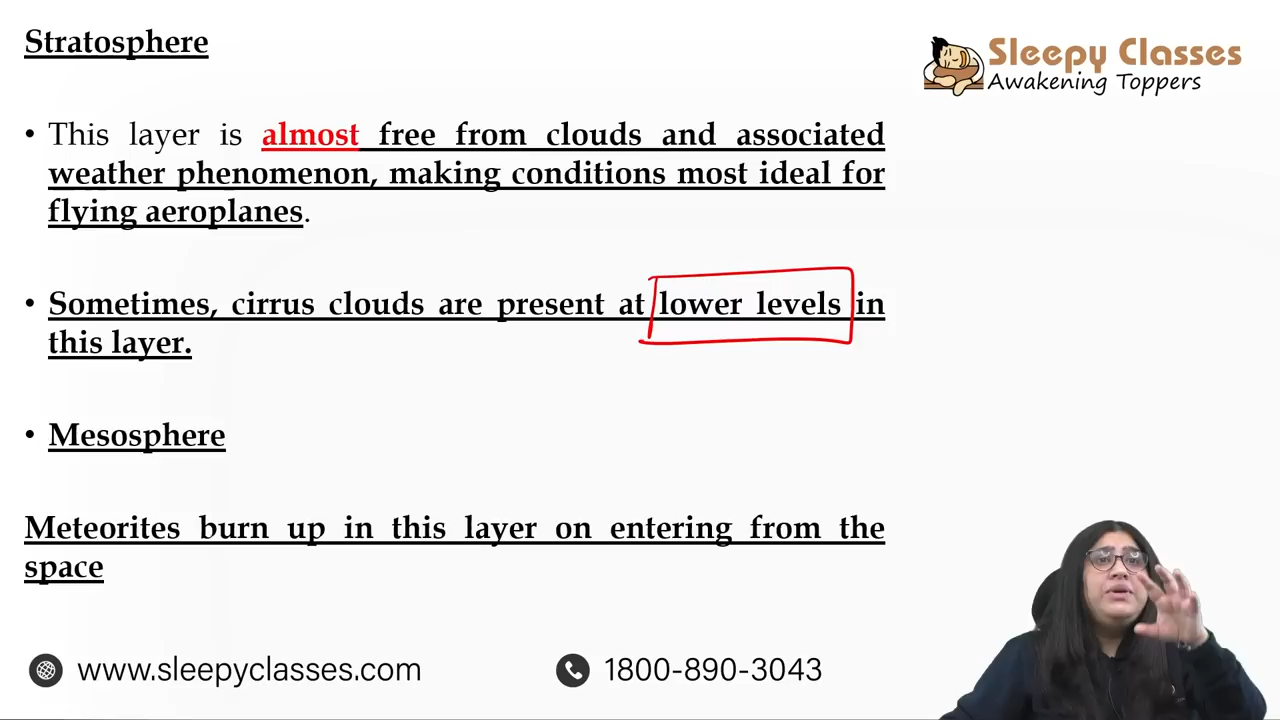 Stratosphere
Sleepy Classes
Awakening Toppers
• This layer is almost free from clouds and associated
weather phenomenon, making conditions most ideal for
flying aeroplanes.
• Sometimes, cirrus clouds are present at lower levels in
this layer.
• Mesosphere
Meteorites burn up in this layer on entering from the
space
www.sleepyclasses.com
1800-890-3043